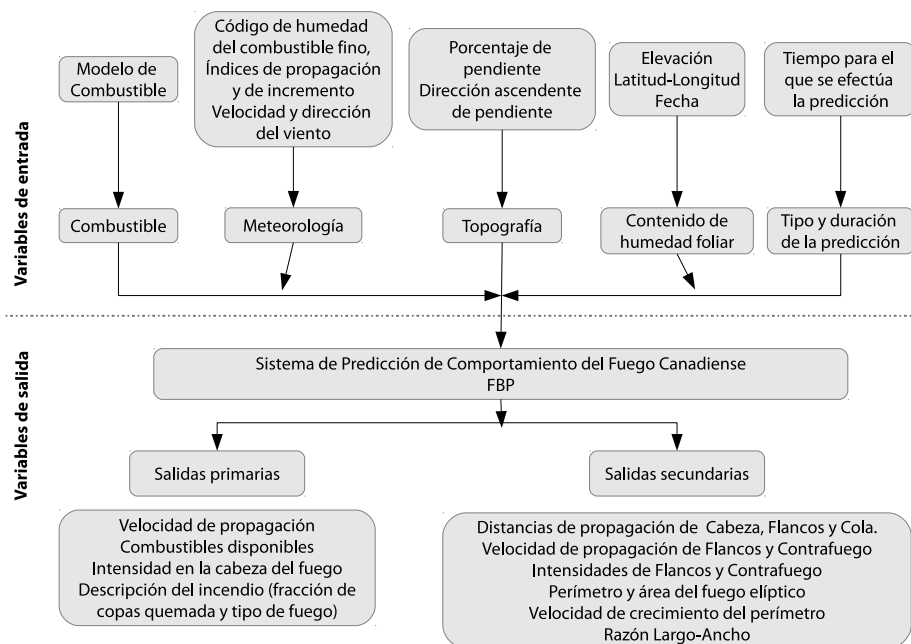 Variables de entrada
Modelo de
Combustible
Código de humedad
del combustible fino,
Índices de propagación
y de incremento
Velocidad y dirección
del viento
Porcentaje de
pendiente
Dirección ascendente
de pendiente
Elevación
Latitud-Longitud
Fecha
Tiempo para el
que se efectúa
la predicción
Combustible
Meteorología
Topografía
Contenido de
humedad foliar
Tipo y duración
de la predicción
Variables de salida
Sistema de Predicción de Comportamiento del Fuego Canadiense
FBP
Salidas primarias
Salidas secundarias
Velocidad de propagación
Combustibles disponibles
Intensidad en la cabeza del fuego
Descripción del incendio (fracción de
copas quemada y tipo de fuego)
Distancias de propagación de Cabeza, Flancos y Cola.
Velocidad de propagación de Flancos y Contrafuego
Intensidades de Flancos y Contrafuego
Perímetro y área del fuego elíptico
Velocidad de crecimiento del perímetro
Razón Largo-Ancho